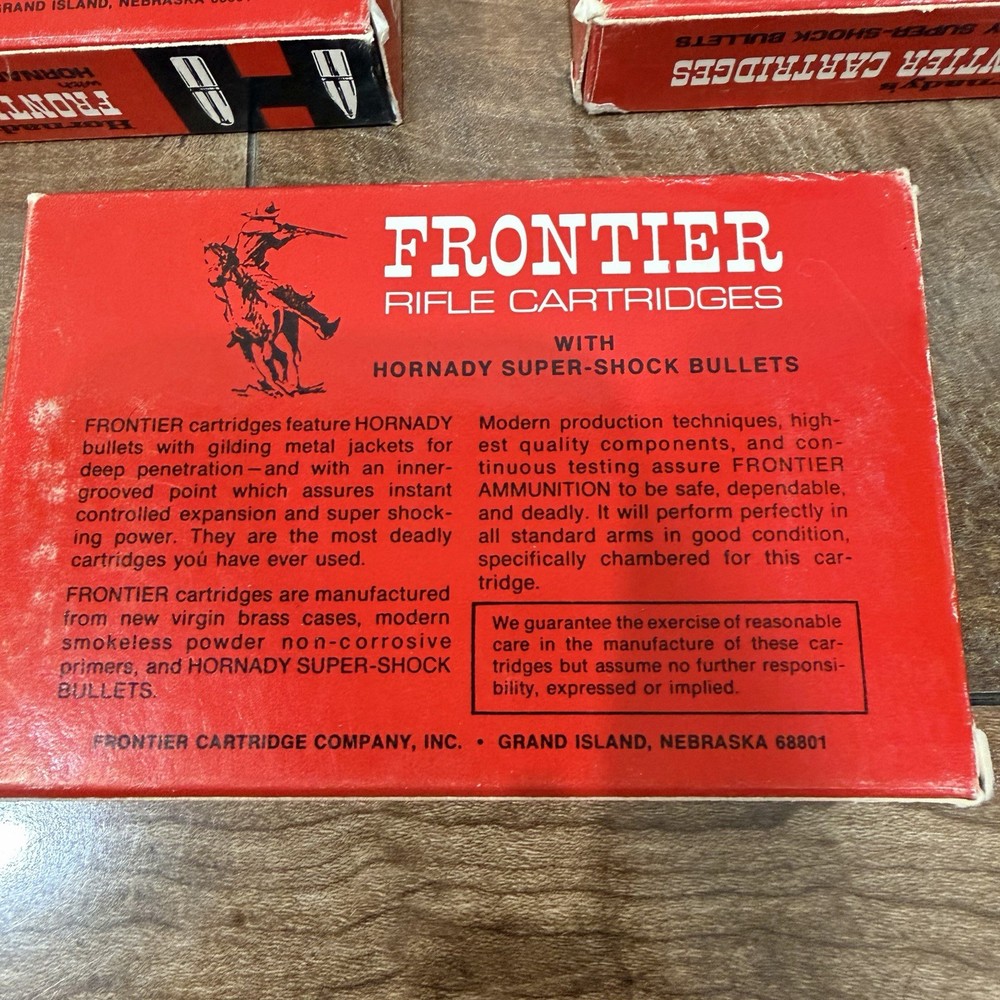 GRAND ISLAND, NEBRASKA 68801
HORNA
with
FRONT
Hornad
SUPER-SHOCK BULLETS
NTIER CARTRIDGES
nady's
FRONTIER
RIFLE CARTRIDGES
WITH
HORNADY SUPER-SHOCK BULLETS
FRONTIER cartridges feature HORNADY
bullets with gilding metal jackets for
deep penetration—and with an inner-
grooved point which assures instant
controlled expansion and super shock-
ing power. They are the most deadly
cartridges you have ever used.
FRONTIER cartridges are manufactured
from new virgin brass cases, modern
smokeless powder non-corrosive
primers, and HORNADY SUPER-SHOCK
BULLETS.
Modern production techniques, high-
est quality components, and con-
tinuous testing assure FRONTIER
AMMUNITION to be safe, dependable,
and deadly. It will perform perfectly in
all standard arms in good condition,
specifically chambered for this car-
tridge.
We guarantee the exercise of reasonable
care in the manufacture of these car-
tridges but assume no further responsi-
bility, expressed or implied.
FRONTIER CARTRIDGE COMPANY, INC. • GRAND ISLAND, NEBRASKA 68801